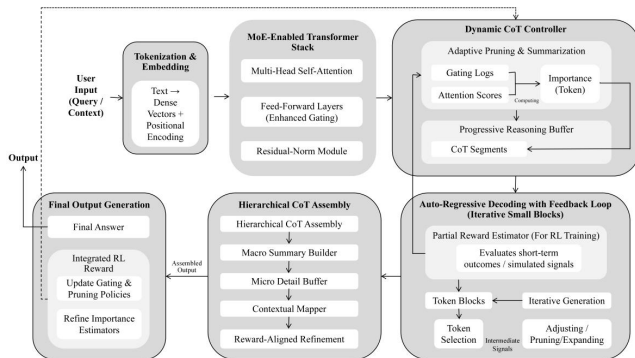 User
Input
(Query /
Context)
Tokenization &
Embedding
Text →
Dense
Vectors +
Positional
Encoding
MoE-Enabled Transformer
Stack
Multi-Head Self-Attention
Feed-Forward Layers
(Enhanced Gating)
Residual-Norm Module
Dynamic CoT Controller
Adaptive Pruning & Summarization
Gating Logs
Attention Scores
Computing
Importance
(Token)
Progressive Reasoning Buffer
CoT Segments
Auto-Regressive Decoding with Feedback Loop
(Iterative Small Blocks)
Partial Reward Estimator (For RL Training)
Evaluates short-term
outcomes / simulated signals
Token Blocks
Iterative Generation
Token
Selection
Intermediate
Signals
Adjusting /
Pruning/Expanding
Hierarchical CoT Assembly
Hierarchical CoT Assembly
Macro Summary Builder
Micro Detail Buffer
Contextual Mapper
Reward-Aligned Refinement
Assembled
Output
Final Output Generation
Final Answer
Integrated RL
Reward
Update Gating &
Pruning Policies
Refine Importance
Estimators
Output